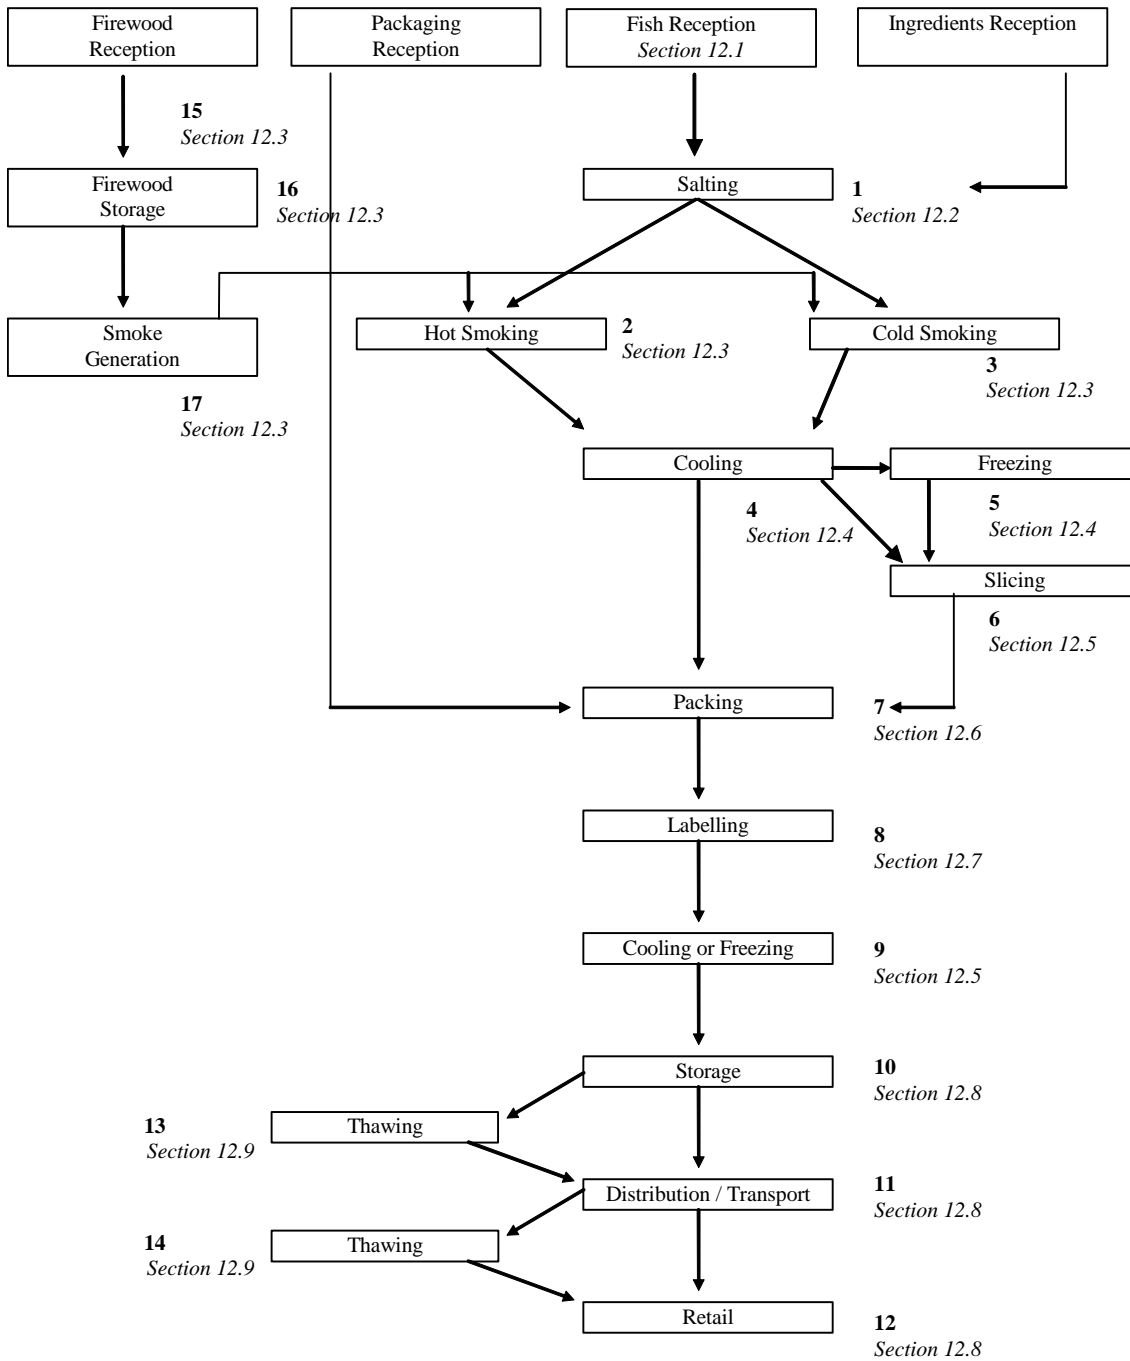 Firewood
Reception
Packaging
Reception
Fish Reception
Section 12.1
Ingredients Reception
15
Section 12.3
Firewood
Storage
16
Section 12.3
Salting
1
Section 12.2
Smoke
Generation
Hot Smoking
2
Section 12.3
Cold Smoking
3
Section 12.3
17
Section 12.3
Cooling
Freezing
4
Section 12.4
5
Section 12.4
Slicing
6
Section 12.5
Packing
7
Section 12.6
Labelling
8
Section 12.7
Cooling or Freezing
9
Section 12.5
Storage
10
Section 12.8
13
Section 12.9
Thawing
Distribution / Transport
11
Section 12.8
14
Section 12.9
Thawing
Retail
12
Section 12.8